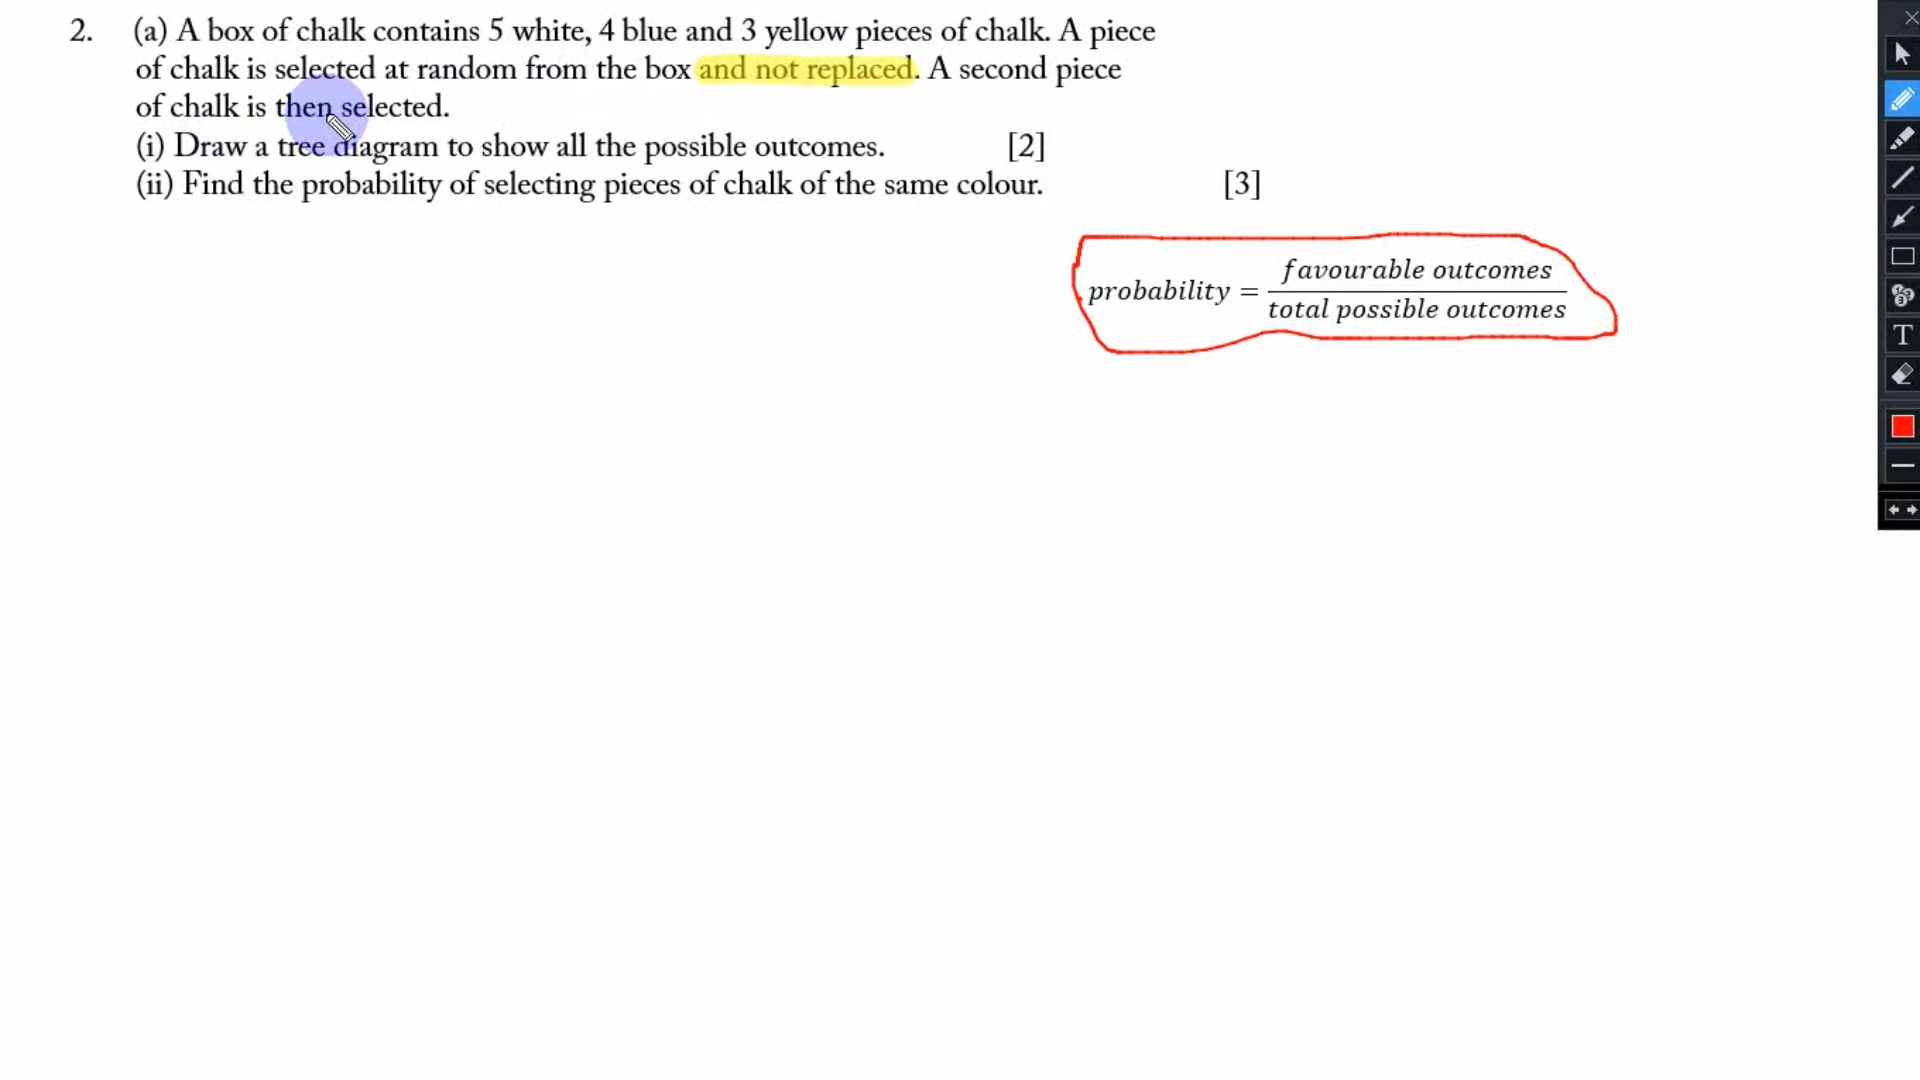 2. (a) A box of chalk contains 5 white, 4 blue and 3 yellow pieces of chalk. A piece
of chalk is selected at random from the box and not replaced. A second piece
of chalk is then selected.
(i) Draw a tree diagram to show all the possible outcomes. [2]
(ii) Find the probability of selecting pieces of chalk of the same colour. [3]
probability = favourable outcomes
total possible outcomes
T